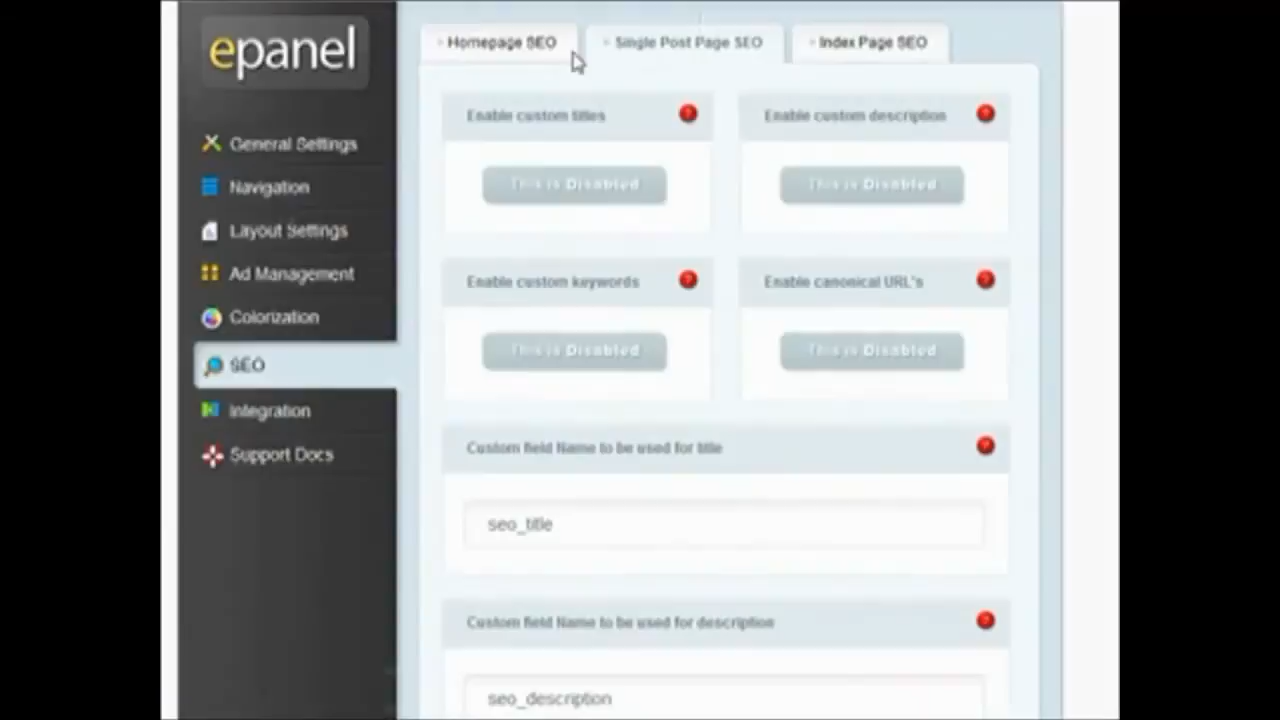 epanel
General Settings
Navigation
Layout Settings
Ad Management
Colorization
SEO
Integration
Support Docs
Homepage SEO
Single Post Page SEO
Index Page SEO
Enable custom titles
This is Disabled
Enable custom description
This is Disabled
Enable custom keywords
This is Disabled
Enable canonical URL's
This is Disabled
Custom field Name to be used for title
seo_title
Custom field Name to be used for description
seo_description